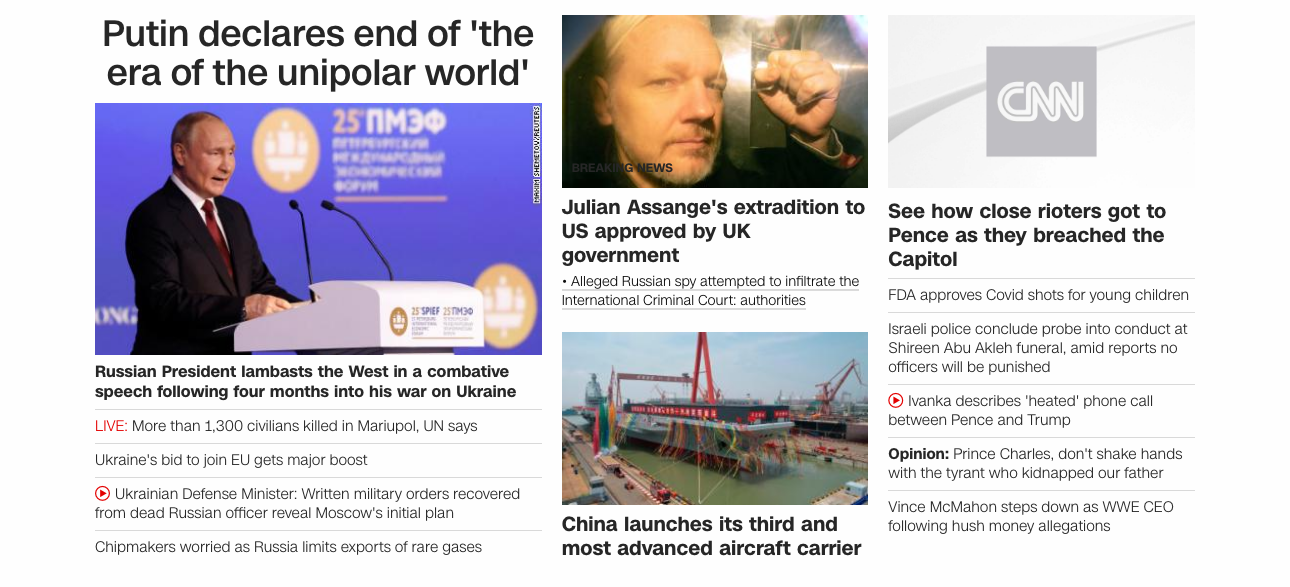 Putin declares end of 'the
era of the unipolar world'
25 ПМЭФ
ПЕТЕРБУРГСКИЙ
МЕЖДУНАРОДНЫЙ
ЭКОНОМИЧЕСКИЙ
ФОРУМ
MAXIM SHEMETOV/REUTERS
25 SPIEF
25 ПМЭФ
Russian President lambasts the West in a combative
speech following four months into his war on Ukraine
LIVE: More than 1,300 civilians killed in Mariupol, UN says
Ukraine's bid to join EU gets major boost
Ukrainian Defense Minister: Written military orders recovered
from dead Russian officer reveal Moscow's initial plan
Chipmakers worried as Russia limits exports of rare gases
BREAKING NEWS
Julian Assange's extradition to
US approved by UK
government
• Alleged Russian spy attempted to infiltrate the
International Criminal Court: authorities
China launches its third and
most advanced aircraft carrier
CNN
See how close rioters got to
Pence as they breached the
Capitol
FDA approves Covid shots for young children
Israeli police conclude probe into conduct at
Shireen Abu Akleh funeral, amid reports no
officers will be punished
Ivanka describes 'heated' phone call
between Pence and Trump
Opinion: Prince Charles, don't shake hands
with the tyrant who kidnapped our father
Vince McMahon steps down as WWE CEO
following hush money allegations